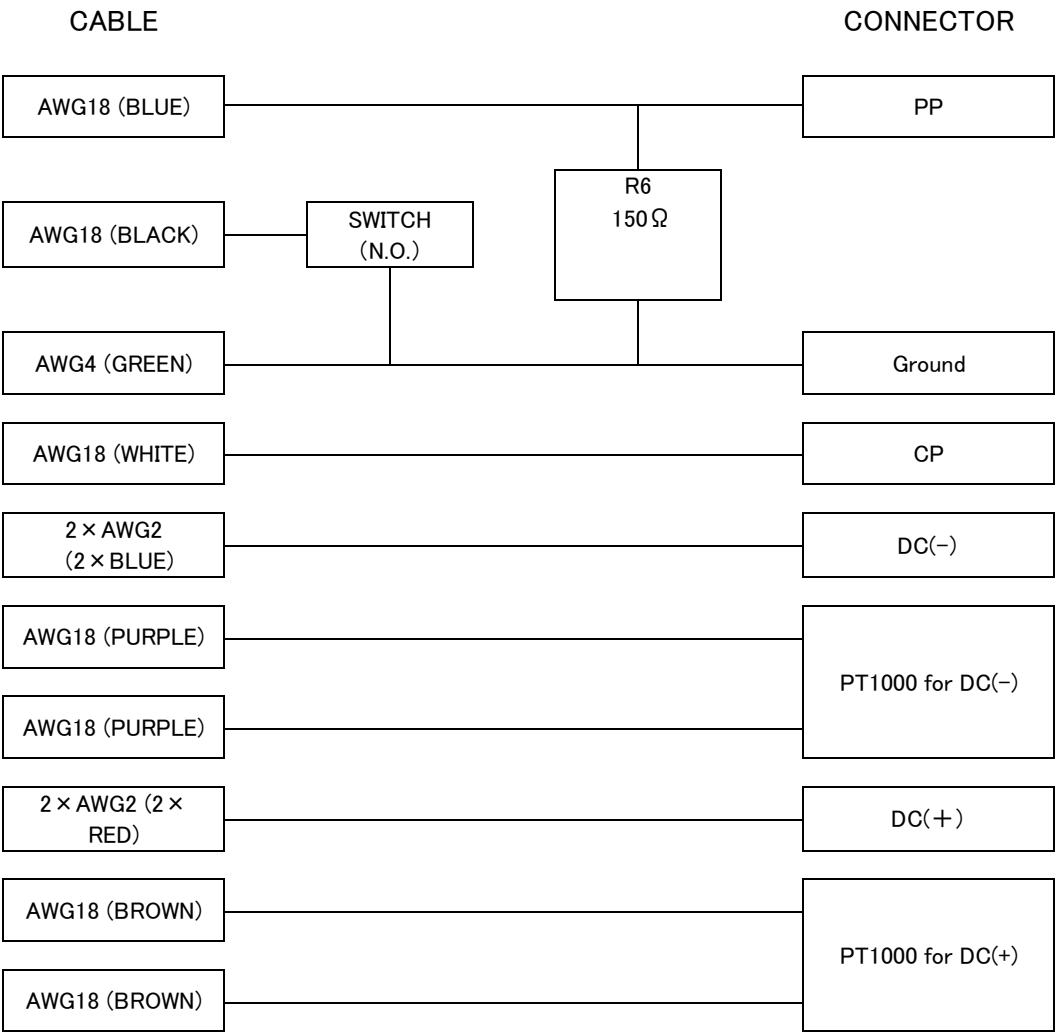 CABLE CONNECTOR
AWG18 (BLUE) PP
R6
150Ω
AWG18 (BLACK) SWITCH
(N.O.)
AWG4 (GREEN) Ground
AWG18 (WHITE) CP
2×AWG2
(2×BLUE)
DC(-)
AWG18 (PURPLE)
PT1000 for DC(-)
AWG18 (PURPLE)
2×AWG2 (2×
RED)
DC(+)
AWG18 (BROWN)
PT1000 for DC(+)
AWG18 (BROWN)